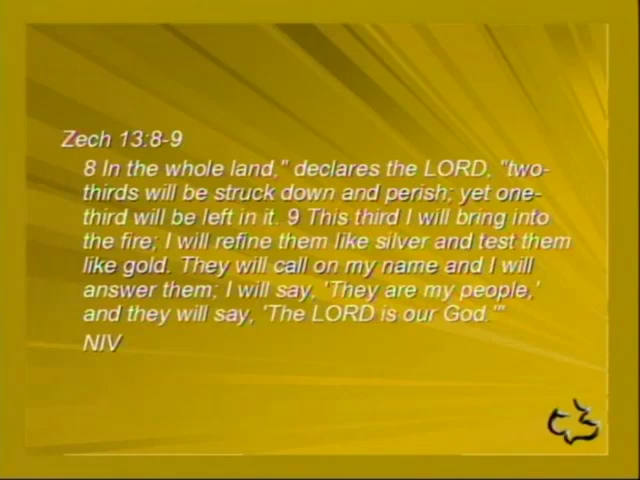 Zech 13:8-9
8 In the whole land," declares the LORD, "two-
thirds will be struck down and perish; yet one-
third will be left in it. 9 This third I will bring into
the fire; I will refine them like silver and test them
like gold. They will call on my name and I will
answer them; I will say, 'They are my people,'
and they will say, 'The LORD is our God.'"
NIV